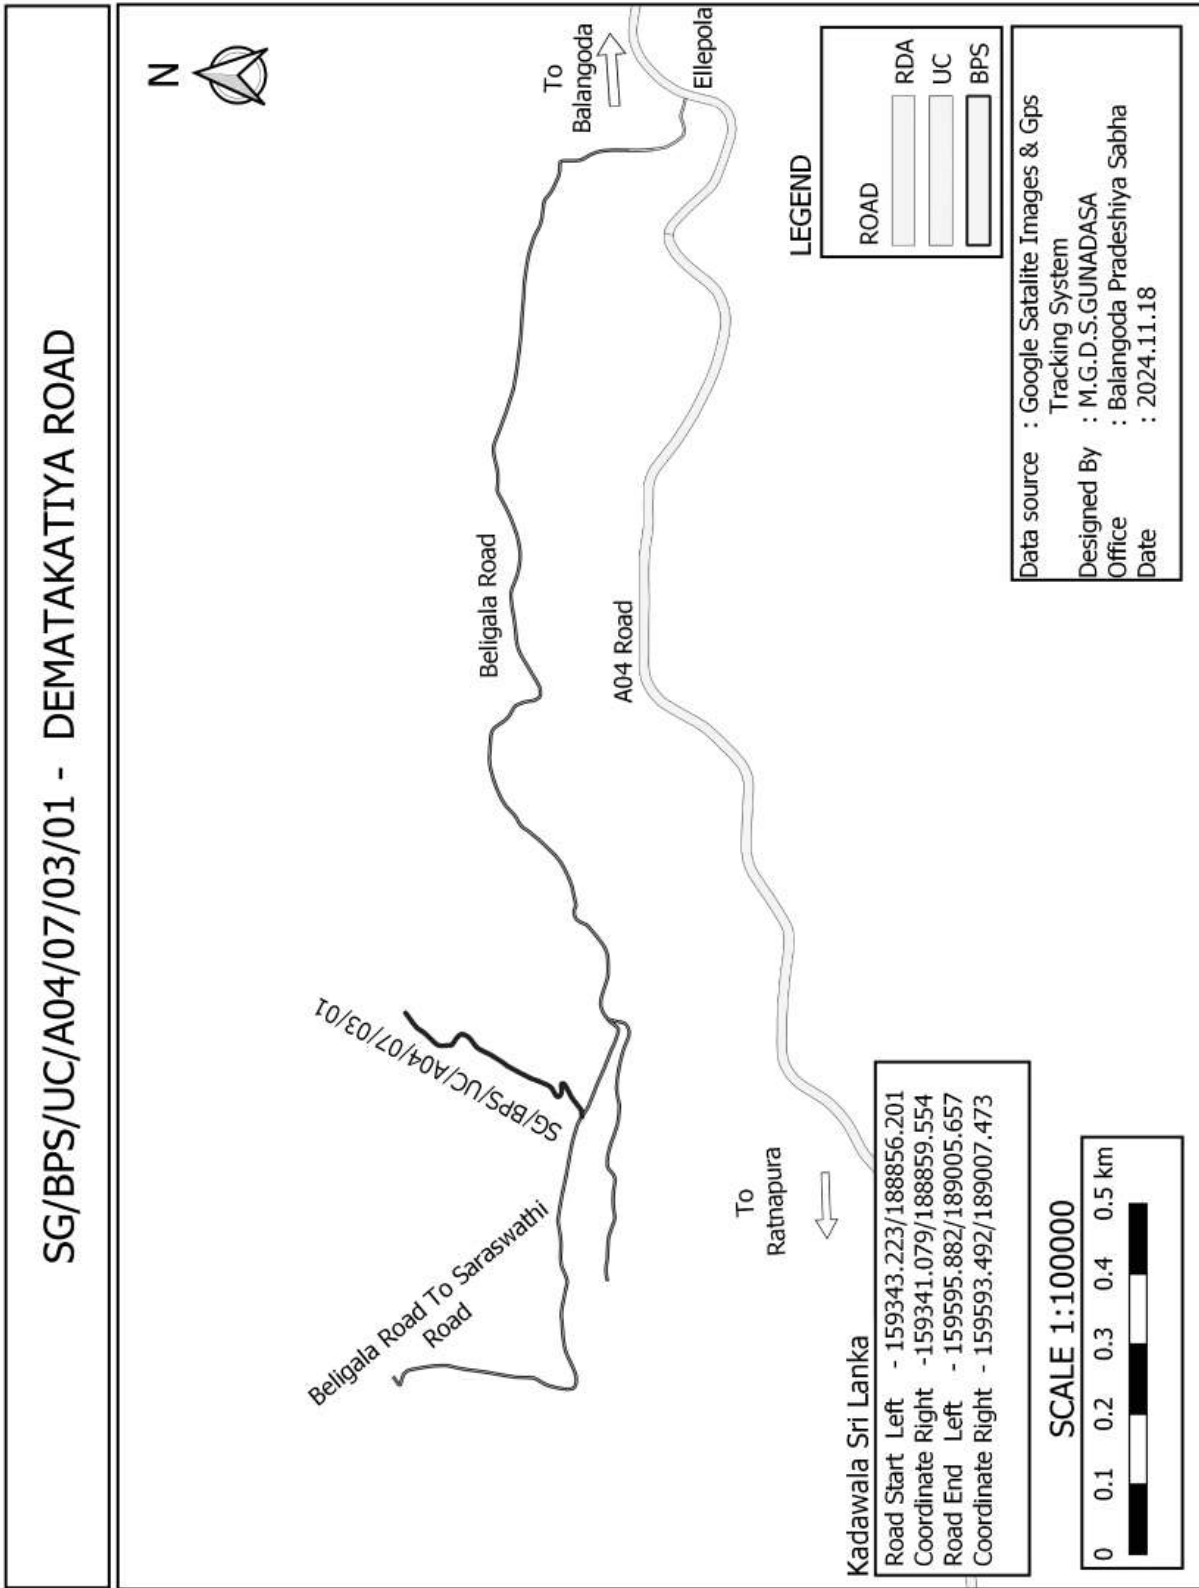 SG/BPS/UC/A04/07/03/01 - DEMATAKATIYA ROAD
N
To
Balangoda
Ellepola
Beligala Road
A04 Road
SG/BPS/UC/A04/07/03/01
Beligala Road To Saraswathi
Road
To
Ratnapura
LEGEND
ROAD
RDA
UC
BPS
Kadawala Sri Lanka
Road Start Left - 159343.223/188856.201
Coordinate Right -159341.079/188859.554
Road End Left - 159595.882/189005.657
Coordinate Right - 159593.492/189007.473
SCALE 1:100000
0 0.1 0.2 0.3 0.4 0.5 km
Data source : Google Satalite Images & Gps
Tracking System
Designed By : M.G.D.S.GUNADASA
Office : Balangoda Pradeshiya Sabha
Date : 2024.11.18